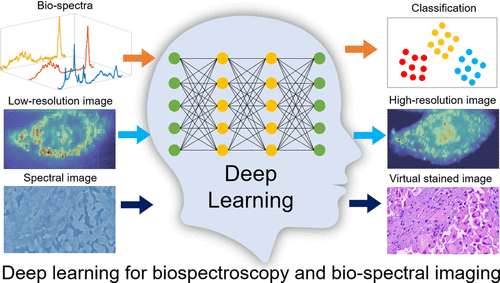 Bio-spectra
Classification
Low-resolution image
High-resolution image
Deep
Learning
Spectral image
Virtual stained image
Deep learning for biospectroscopy and bio-spectral imaging